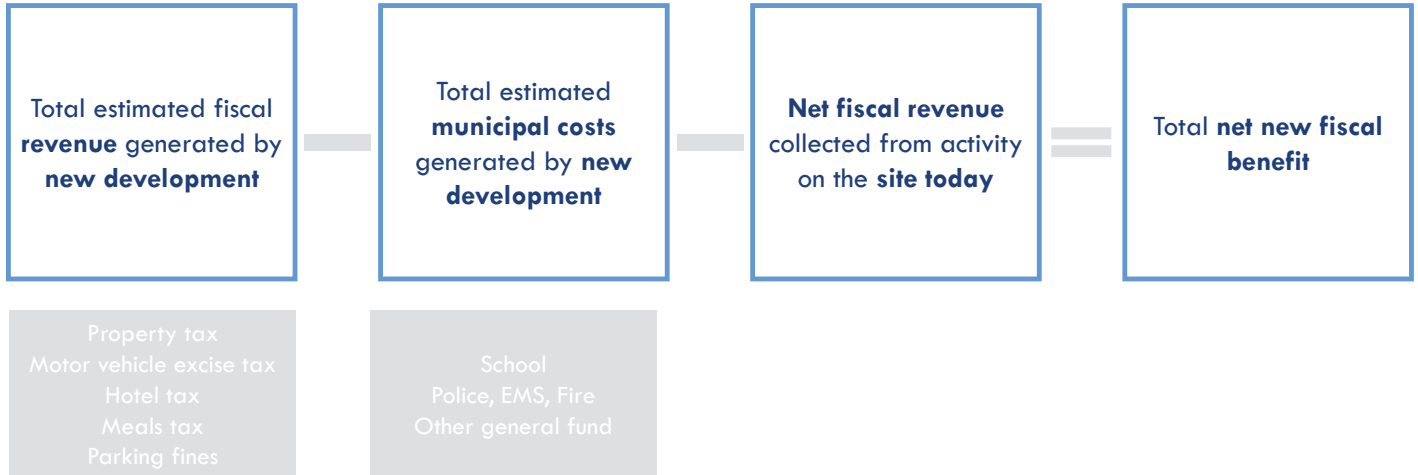 Total estimated fiscal
revenue generated by
new development
Total estimated
municipal costs
generated by new
development
Net fiscal revenue
collected from activity
on the site today
Total net new fiscal
benefit
Property tax
Motor vehicle excise tax
Hotel tax
Meals tax
Parking fines
School
Police, EMS, Fire
Other general fund